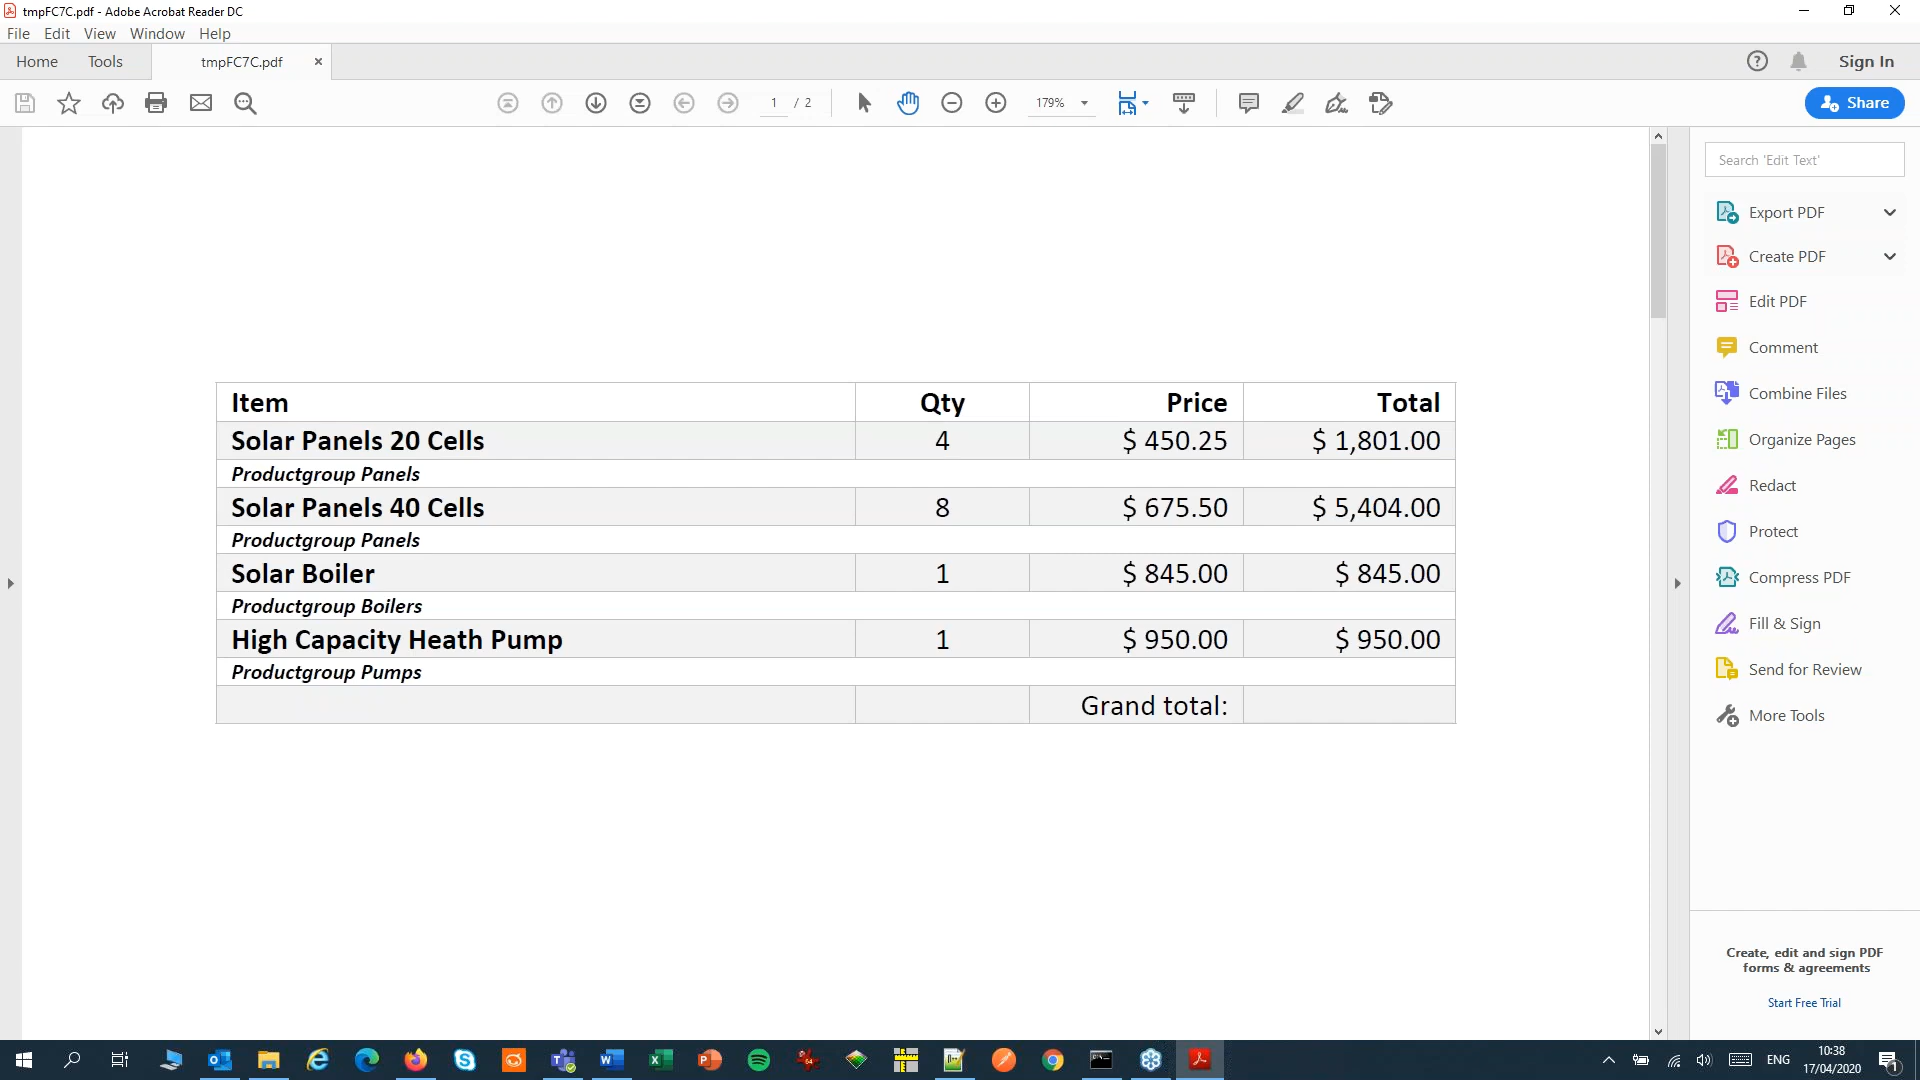 tmpFC7C.pdf - Adobe Acrobat Reader DC
File Edit View Window Help
Home Tools tmpFC7C.pdf Sign In
1 / 2 179% Share
Search 'Edit Text'
Export PDF
Create PDF
Edit PDF
Comment
Combine Files
Organize Pages
Redact
Protect
Compress PDF
Fill & Sign
Send for Review
More Tools
Item Qty Price Total
Solar Panels 20 Cells 4 $ 450.25 $ 1,801.00
Productgroup Panels
Solar Panels 40 Cells 8 $ 675.50 $ 5,404.00
Productgroup Panels
Solar Boiler 1 $ 845.00 $ 845.00
Productgroup Boilers
High Capacity Heath Pump 1 $ 950.00 $ 950.00
Productgroup Pumps
Grand total:
Create, edit and sign PDF
forms & agreements
Start Free Trial
ENG
10:38
17/04/2020
1